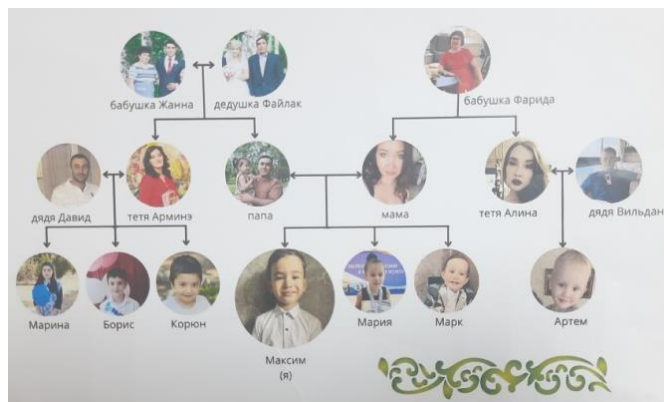 бабушка Жанна
дедушка Файлак
бабушка Фарида
дядя Давид
тетя Арминэ
папа
мама
тетя Алина
дядя Вильдан
Марина
Борис
Корюн
Максим
(я)
Мария
Марк
Артем